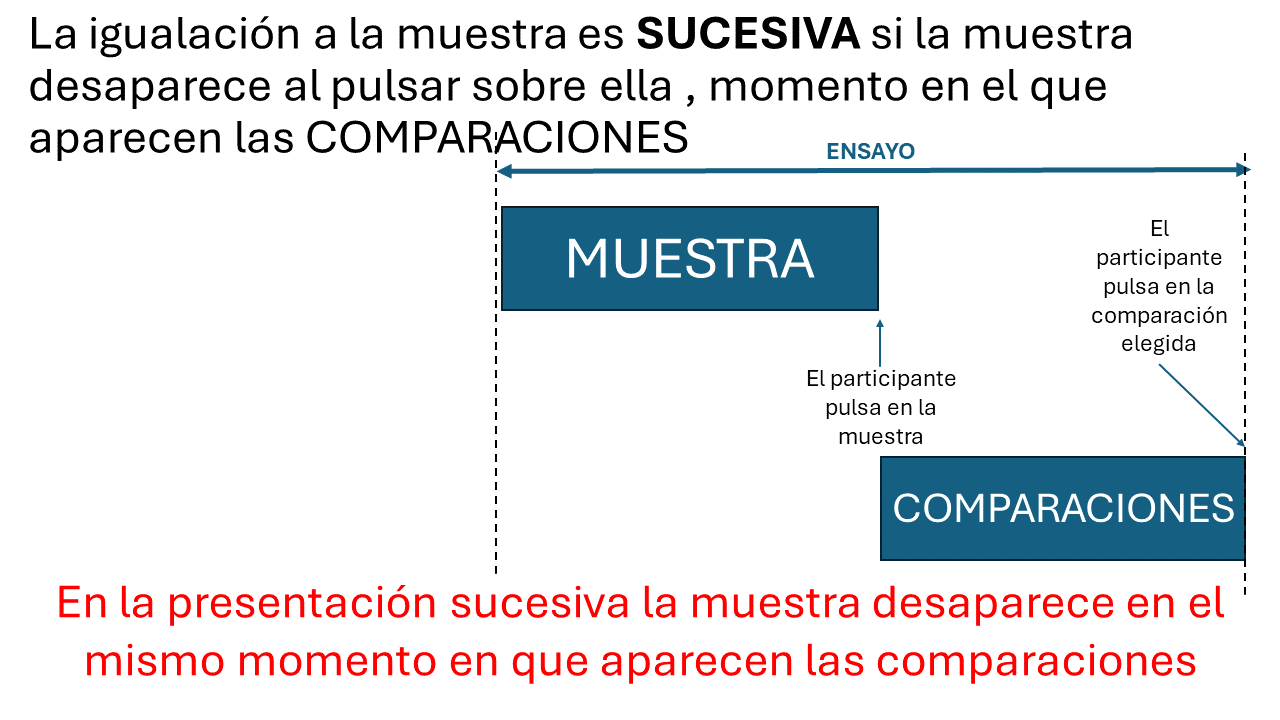 La igualación a la muestra es SUCESIVA si la muestra
desaparece al pulsar sobre ella , momento en el que
aparecen las COMPARACIONES
ENSAYO
MUESTRA
El
participante
pulsa en la
comparación
elegida
El participante
pulsa en la
muestra
COMPARACIONES
En la presentación sucesiva la muestra desaparece en el
mismo momento en que aparecen las comparaciones